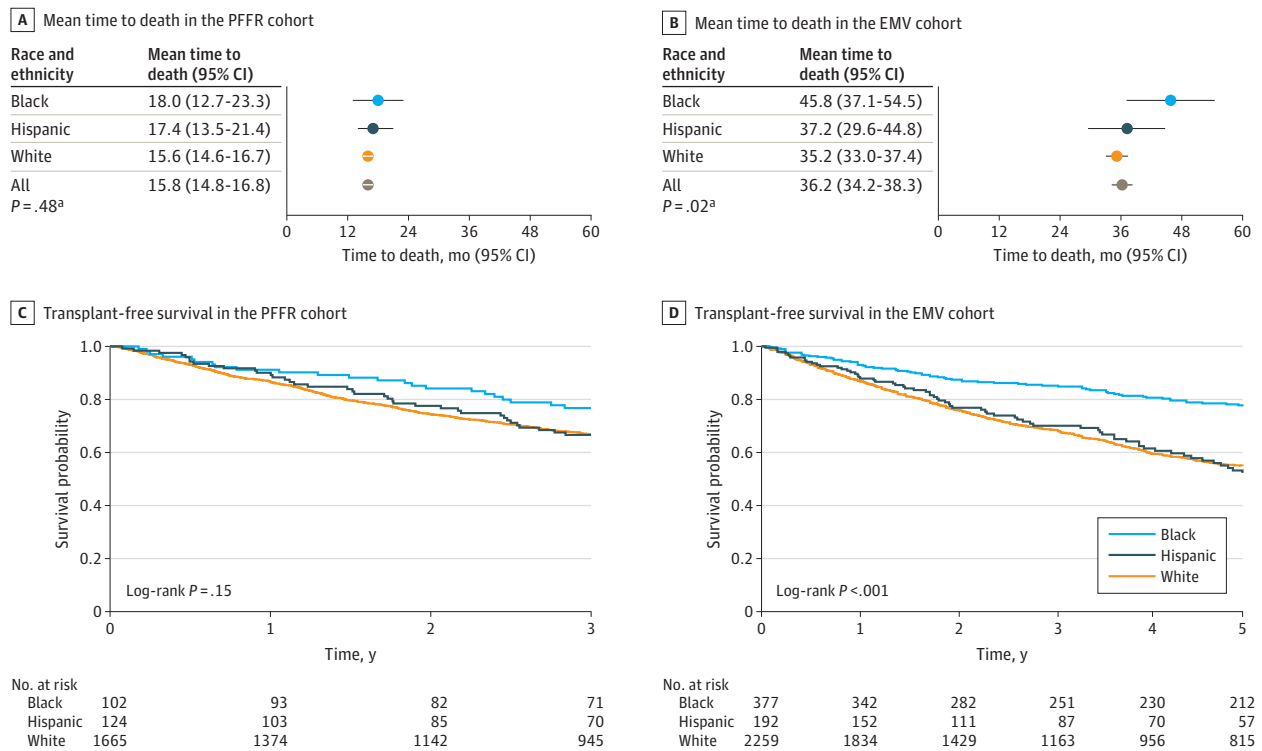 A Mean time to death in the PFFR cohort
Race and ethnicity Mean time to death (95% CI)
Black 18.0 (12.7-23.3)
Hispanic 17.4 (13.5-21.4)
White 15.6 (14.6-16.7)
All 15.8 (14.8-16.8)
P = .48a
0 12 24 36 48 60
Time to death, mo (95% CI)
B Mean time to death in the EMV cohort
Race and ethnicity Mean time to death (95% CI)
Black 45.8 (37.1-54.5)
Hispanic 37.2 (29.6-44.8)
White 35.2 (33.0-37.4)
All 36.2 (34.2-38.3)
P = .02a
0 12 24 36 48 60
Time to death, mo (95% CI)
C Transplant-free survival in the PFFR cohort
1.0
0.8
0.6
0.4
0.2
0
Survival probability
Log-rank P = .15
0 1 2 3
Time, y
No. at risk
Black 102 93 82 71
Hispanic 124 103 85 70
White 1665 1374 1142 945
D Transplant-free survival in the EMV cohort
1.0
0.8
0.6
0.4
0.2
0
Survival probability
Black
Hispanic
White
Log-rank P <.001
0 1 2 3 4 5
Time, y
No. at risk
Black 377 342 282 251 230 212
Hispanic 192 152 111 87 70 57
White 2259 1834 1429 1163 956 815